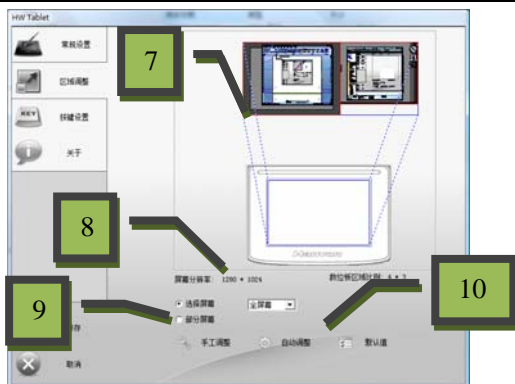 HW Tablet
常规设置
7
区域调整
KEY
按键设置
关于
8
屏幕分辨率: 1280 * 1024
数位板区域比例: 4 * 3
9
选择屏幕
全屏幕
10
部分屏幕
存
手工调整
自动调整
默认值
取消